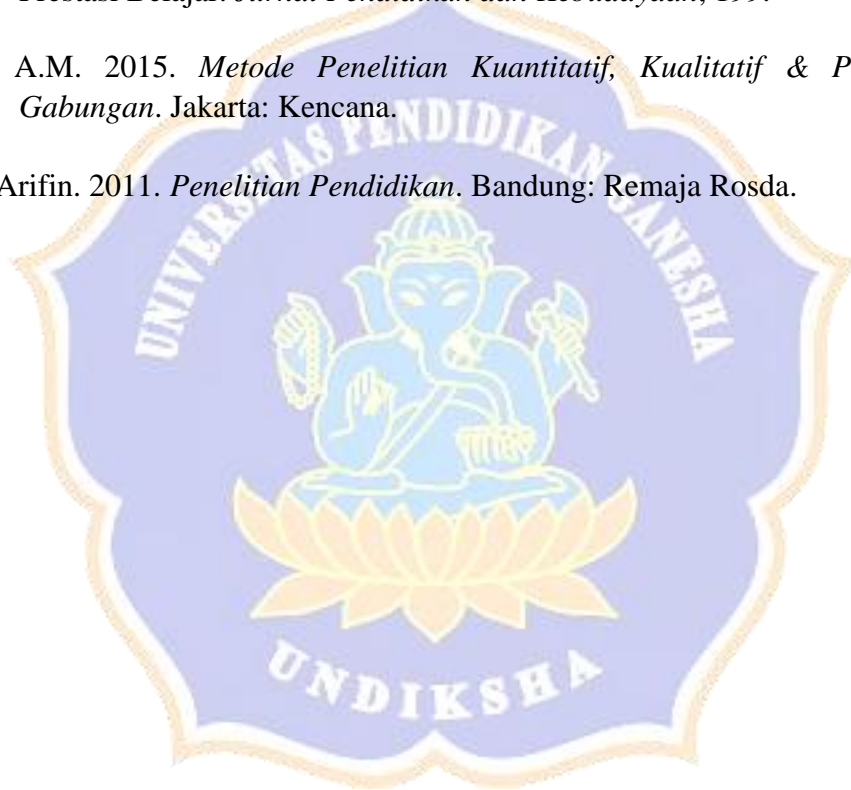 Prestasi Belajar. Jurnal Pendidikan dan Kebudayaan, 199.
A.M. 2015. Metode Penelitian Kuantitatif, Kualitatif & P
Gabungan. Jakarta: Kencana.
Arifin. 2011. Penelitian Pendidikan. Bandung: Remaja Rosda.
UNIVERSITAS PENDIDIKAN GANESHA
UNDIKSHA